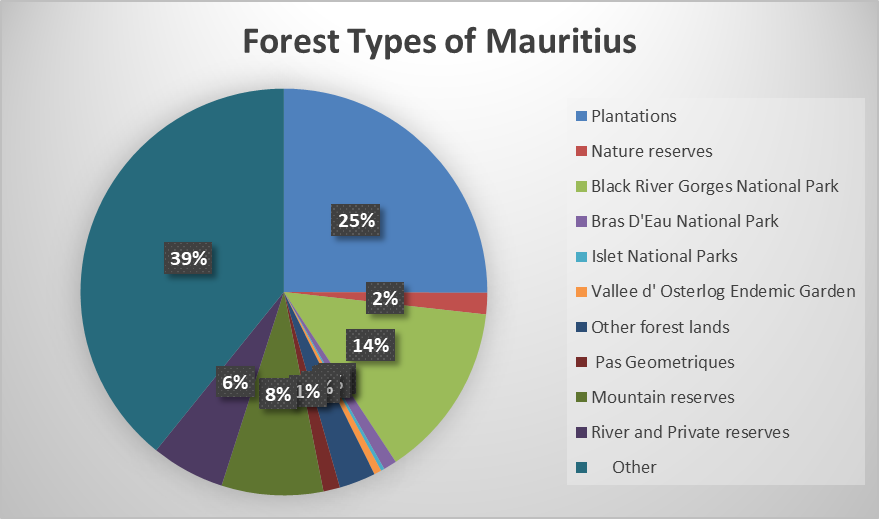 Forest Types of Mauritius
Plantations
Nature reserves
Black River Gorges National Park
Bras D'Eau National Park
Islet National Parks
Vallee d' Osterlog Endemic Garden
Other forest lands
Pas Geometriques
Mountain reserves
River and Private reserves
Other
25%
2%
14%
1%
8%
6%
39%